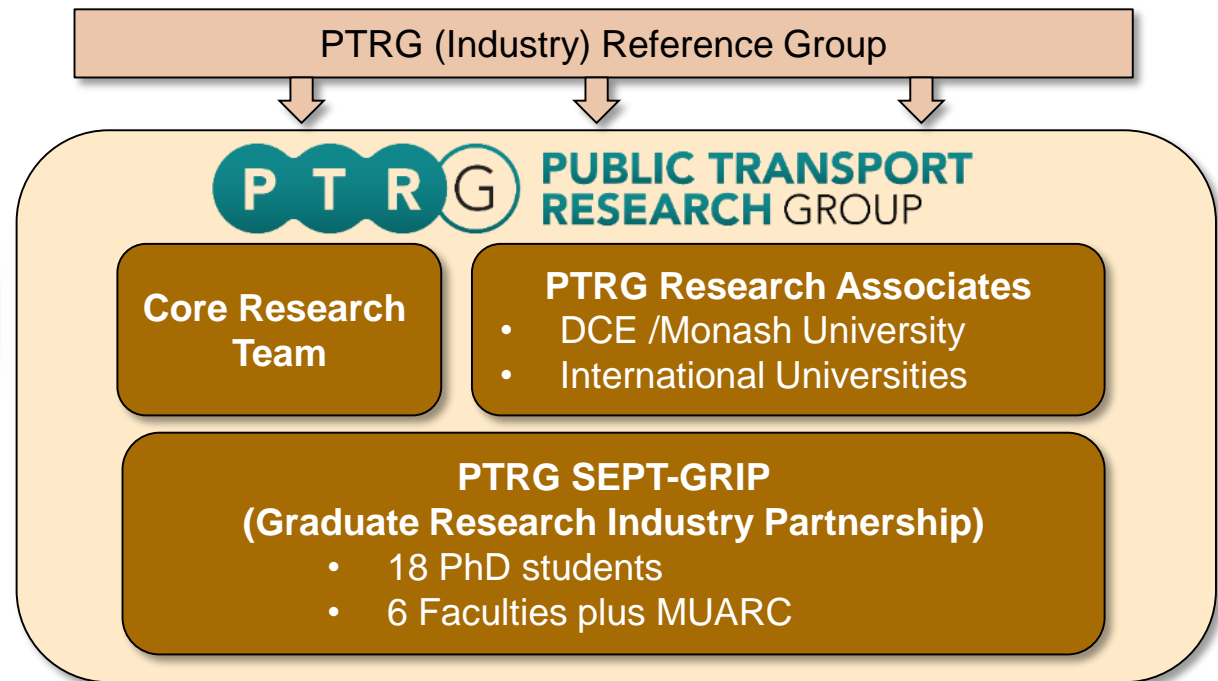 PTRG (Industry) Reference Group
PTRG PUBLIC TRANSPORT
RESEARCH GROUP
Core Research
Team
PTRG Research Associates
• DCE /Monash University
• International Universities
PTRG SEPT-GRIP
(Graduate Research Industry Partnership)
• 18 PhD students
• 6 Faculties plus MUARC